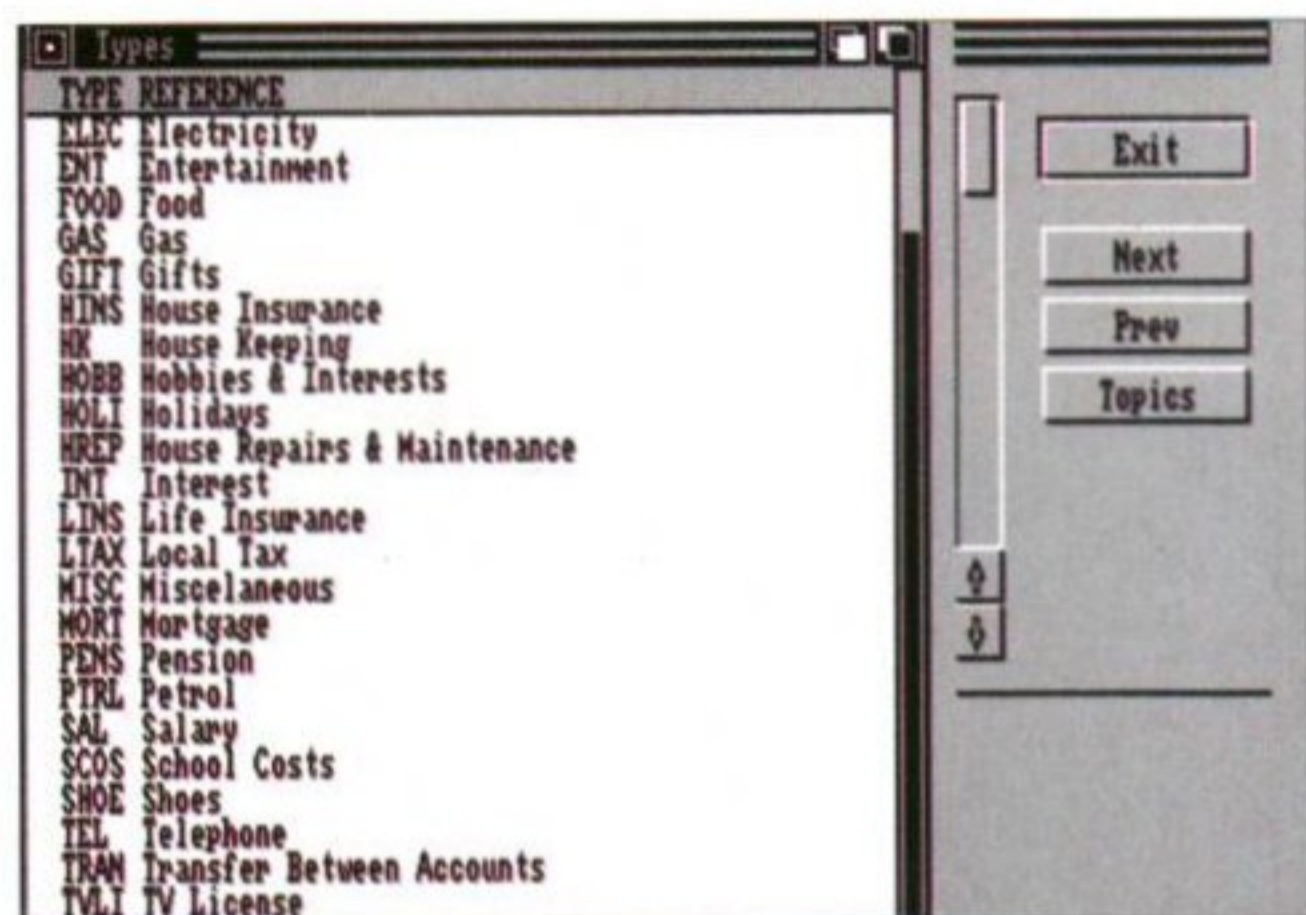 Types
TYPE REFERENCE
ELEC Electricity
ENT Entertainment
FOOD Food
GAS Gas
GIFT Gifts
HINS House Insurance
HK House Keeping
HOBB Hobbies & Interests
HOLI Holidays
HREP House Repairs & Maintenance
INT Interest
LINS Life Insurance
LTAX Local Tax
MISC Miscelaneous
MORT Mortgage
PENS Pension
PTRL Petrol
SAL Salary
SCOS School Costs
SHOE Shoes
TEL Telephone
TRAN Transfer Between Accounts
TVLI TV License
Exit
Next
Prev
Topics